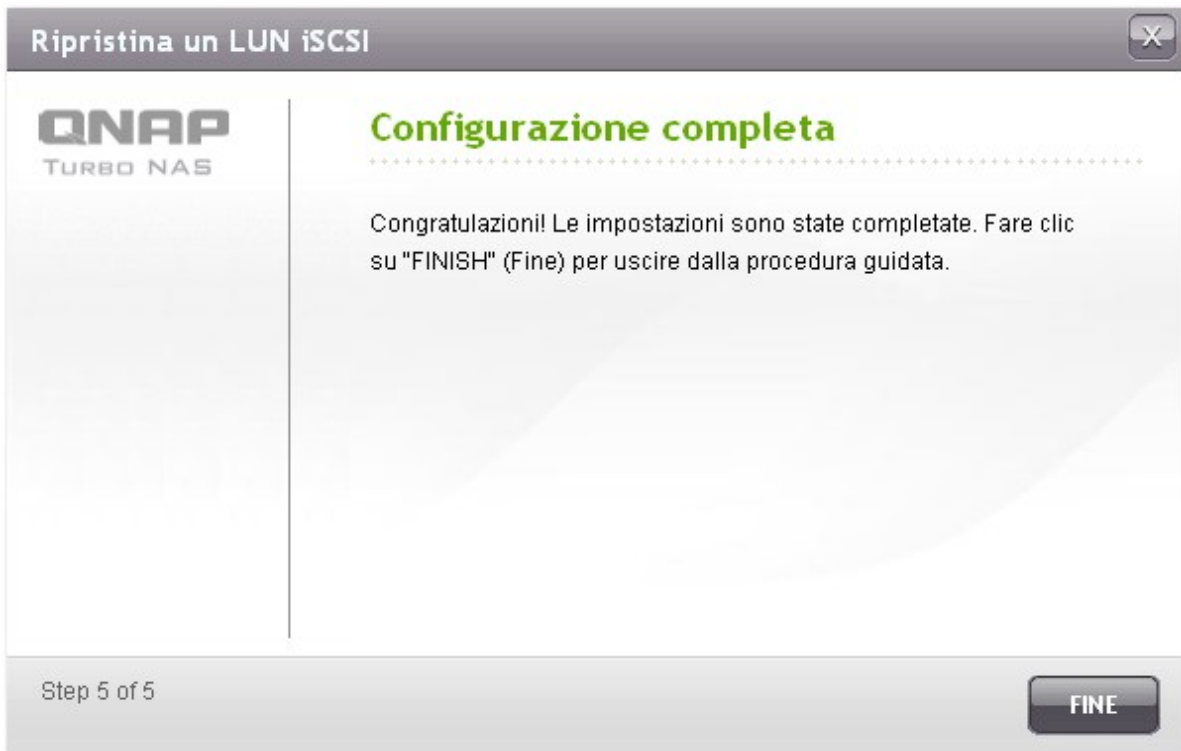 Ripristina un LUN iSCSI
X
QNAP
TURBO NAS
Configurazione completa
Congratulazioni! Le impostazioni sono state completate. Fare clic
su "FINISH" (Fine) per uscire dalla procedura guidata.
Step 5 of 5
FINE